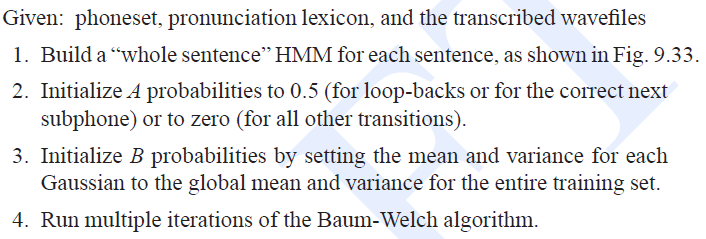 Given: phoneset, pronunciation lexicon, and the transcribed wavefiles
1. Build a “whole sentence” HMM for each sentence, as shown in Fig. 9.33.
2. Initialize A probabilities to 0.5 (for loop-backs or for the correct next
subphone) or to zero (for all other transitions).
3. Initialize B probabilities by setting the mean and variance for each
Gaussian to the global mean and variance for the entire training set.
4. Run multiple iterations of the Baum-Welch algorithm.